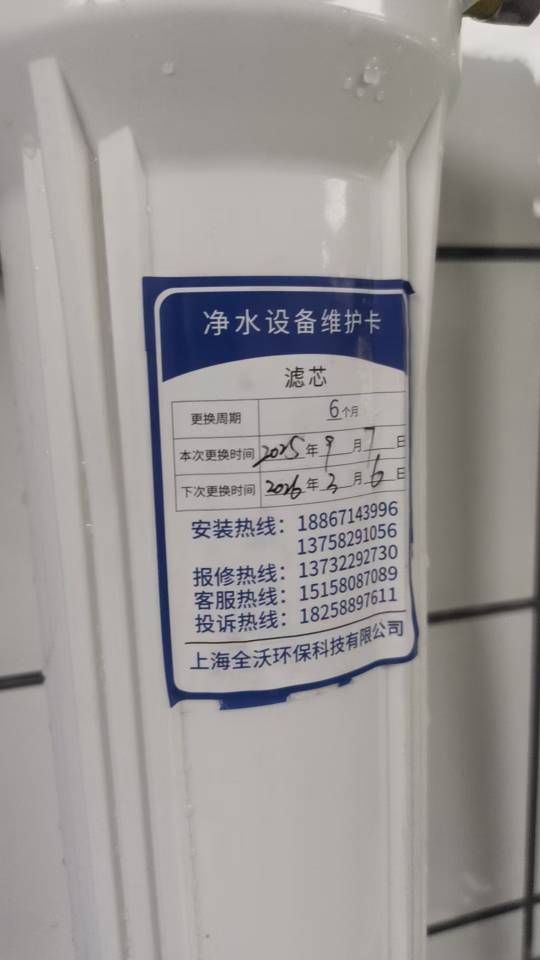 净水设备维护卡
滤芯
更换周期 6个月
本次更换时间 2025年9月7日
下次更换时间 2026年3月6日
安装热线：18867143996
13758291056
报修热线：13732292730
客服热线：15158087089
投诉热线：18258897611
上海全沃环保科技有限公司